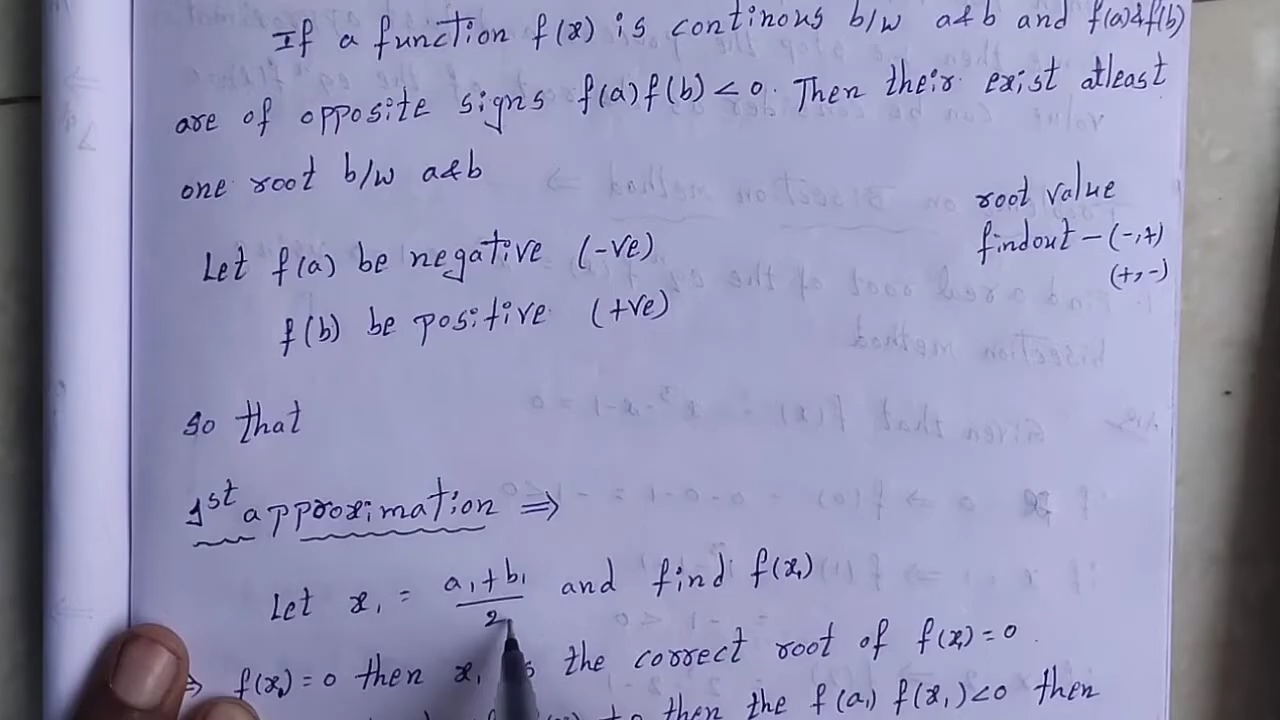 If a function f(x) is continous b/w a&b and f(a)&f(b)
are of opposite signs f(a)f(b)<0. Then their exist atleast
one root b/w a&b
root value
findout - (-,+)
(+,-)
Let f(a) be negative (-ve)
f(b) be positive (+ve)
so that
1st approximation ⇒
Let x₁ = (a₁+b₁)/2 and find f(x₁)
⇒ f(x₁)=0 then x₁ the correct root of f(x)=0.
then the f(a₁) f(x₁)<0 then